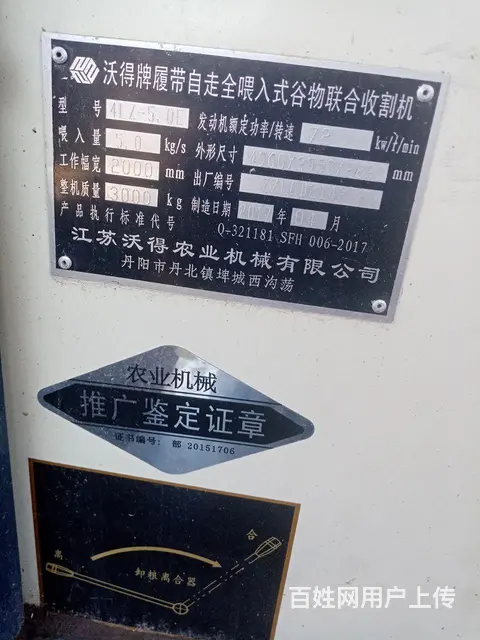 沃得牌履带自走全喂入式谷物联合收割机
型号 4LZ-5.0E 发动机额定功率/转速 72 kw/r/min
喂入量 5.0 kg/s 外形尺寸 mm
工作幅宽 2000 mm 出厂编号
整机质量 3000 kg 制造日期 年 01 月
产品执行标准代号 Q-321181 SFH 006-2017
江苏沃得农业机械有限公司
丹阳市丹北镇埤城西沟荡
农业机械
推广鉴定证章
证书编号: 部 20151706
合
离
卸粮离合器
百姓网用户上传